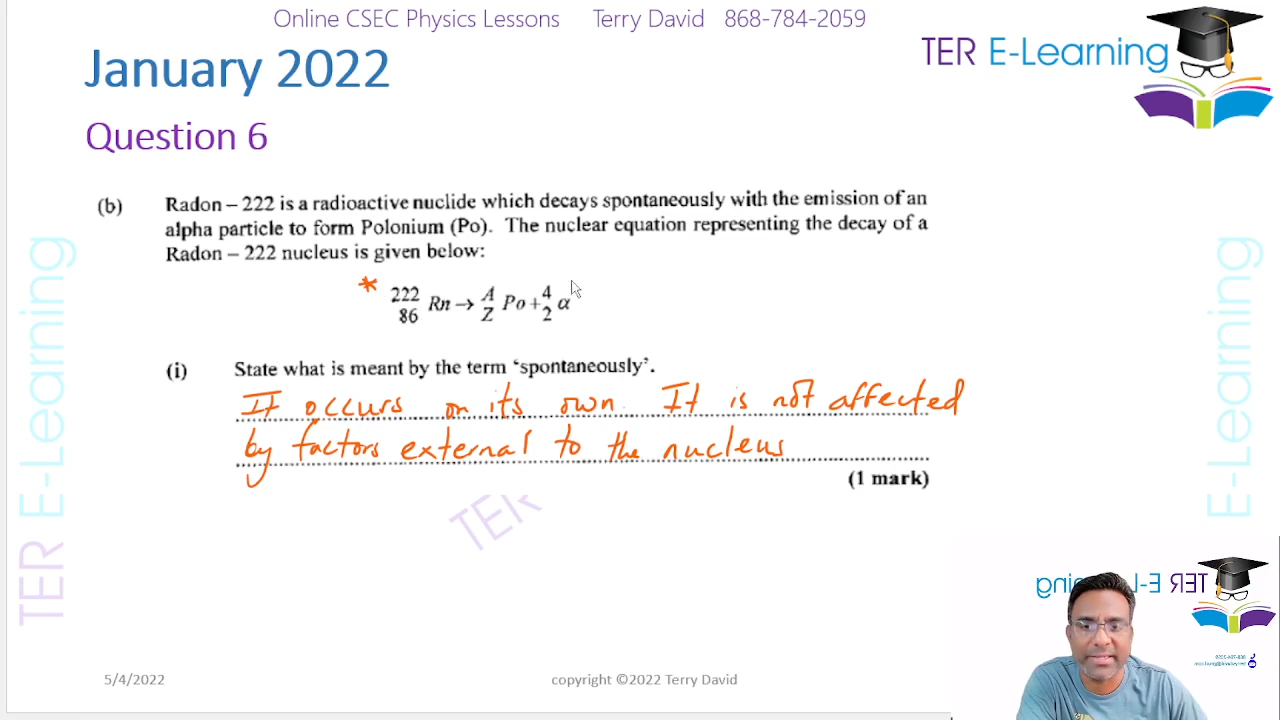 Online CSEC Physics Lessons Terry David 868-784-2059
TER E-Learning
January 2022
Question 6
(b) Radon – 222 is a radioactive nuclide which decays spontaneously with the emission of an
alpha particle to form Polonium (Po). The nuclear equation representing the decay of a
Radon – 222 nucleus is given below:
* 222 86 Rn → A Z Po + 4 2 α
(i) State what is meant by the term ‘spontaneously’.
It occurs on its own. It is not affected
by factors external to the nucleus
(1 mark)
TER
TER E-Learning
E-Learning
TER E-L
5/4/2022
copyright ©2022 Terry David